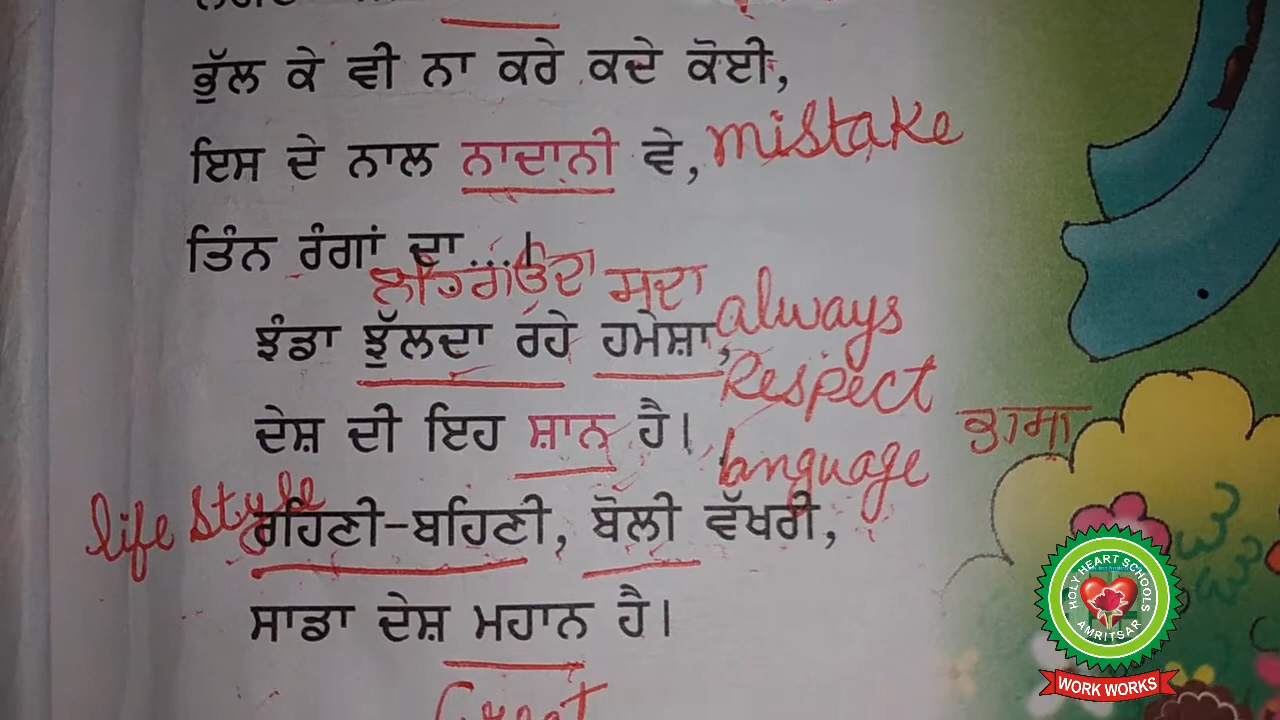 ਭੁੱਲ ਕੇ ਵੀ ਨਾ ਕਰੇ ਕਦੇ ਕੋਈ,
ਇਸ ਦੇ ਨਾਲ ਨਾਦਾਨੀ ਵੇ, mistake
ਤਿੰਨ ਰੰਗਾਂ ਦਾ...।
ਲਹਿਰਾਉਂਦਾ ਸਦਾ always
ਝੰਡਾ ਝੁੱਲਦਾ ਰਹੇ ਹਮੇਸ਼ਾ,
Respect
ਦੇਸ਼ ਦੀ ਇਹ ਸ਼ਾਨ ਹੈ। language ਭਾਸ਼ਾ
life style
ਰਹਿਣੀ-ਬਹਿਣੀ, ਬੋਲੀ ਵੱਖਰੀ,
ਸਾਡਾ ਦੇਸ਼ ਮਹਾਨ ਹੈ।
Great
HOLY HEART SCHOOLS
AMRITSAR
WORK WORKS